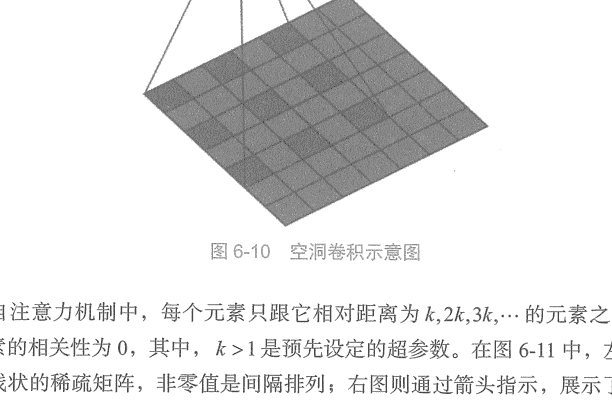 图 6-10 空洞卷积示意图
自注意力机制中，每个元素只跟它相对距离为 k,2k,3k,⋯ 的元素之
素的相关性为 0，其中， k >1 是预先设定的超参数。在图 6-11 中，左
线状的稀疏矩阵，非零值是间隔排列；右图则通过箭头指示，展示了